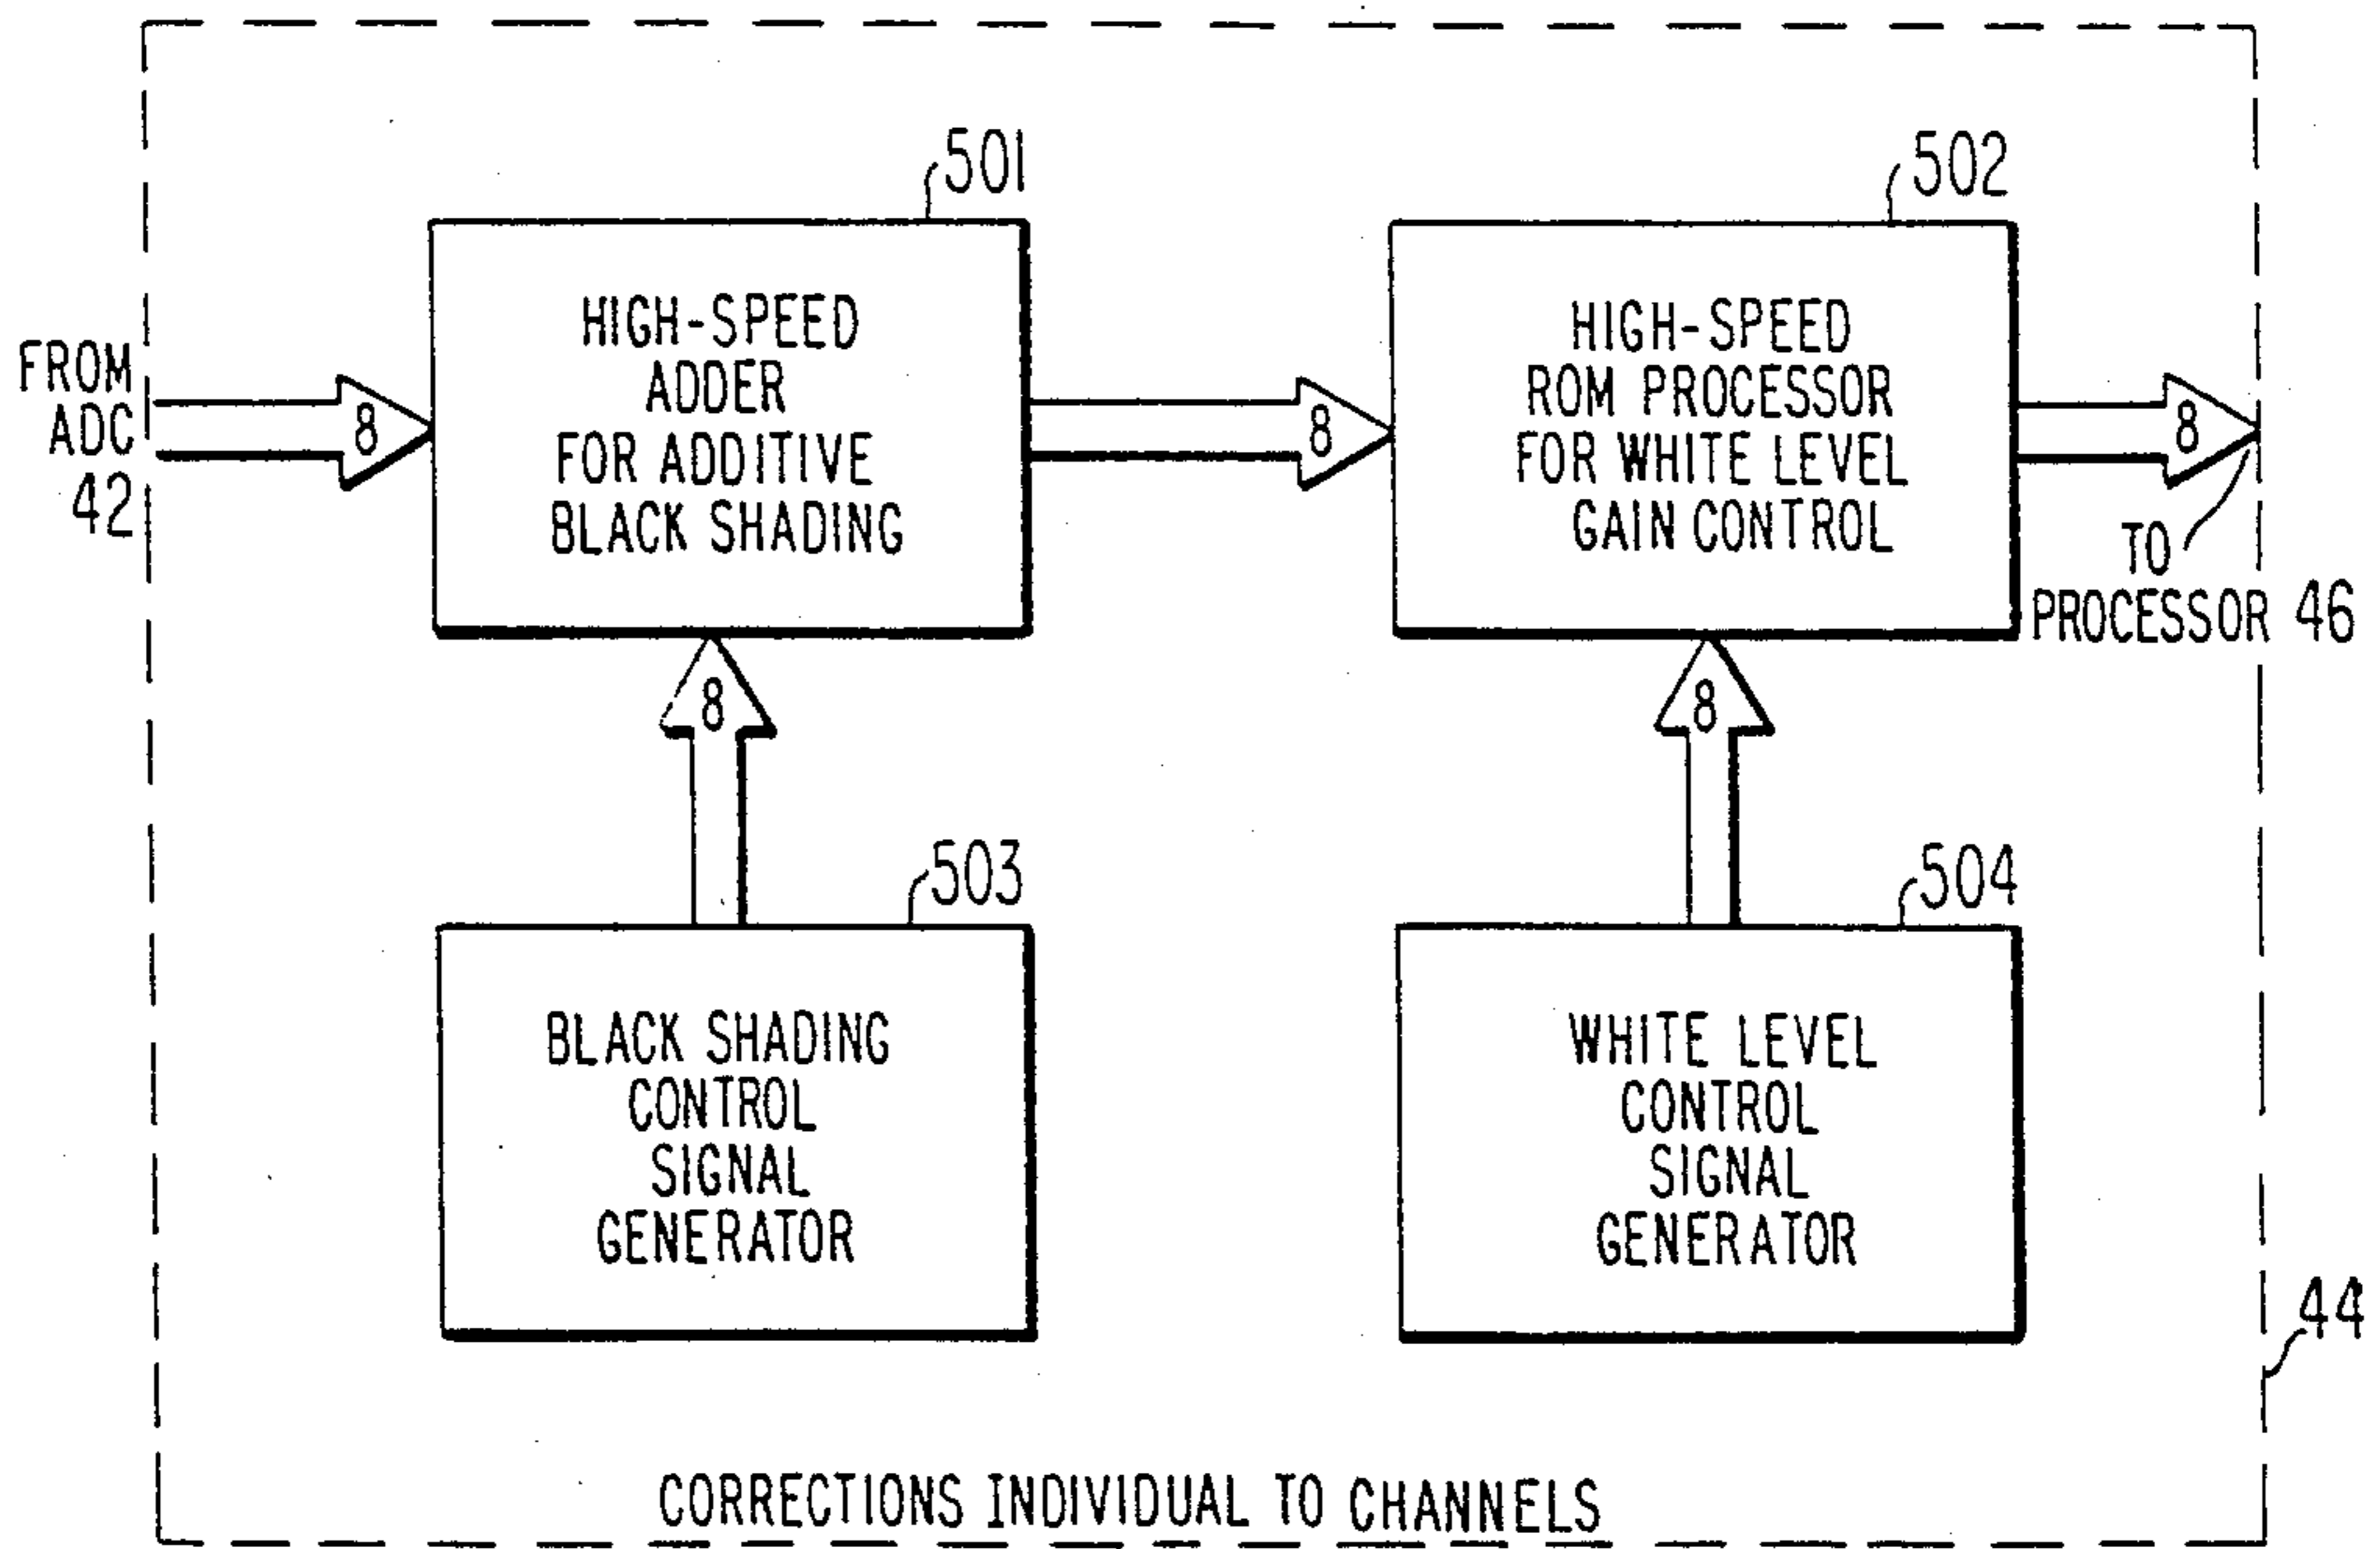 501
502
FROM
ADC
42
8
HIGH-SPEED
ADDER
FOR ADDITIVE
BLACK SHADING
8
HIGH-SPEED
ROM PROCESSOR
FOR WHITE LEVEL
GAIN CONTROL
8
TO
PROCESSOR 46
8
8
503
504
BLACK SHADING
CONTROL
SIGNAL
GENERATOR
WHITE LEVEL
CONTROL
SIGNAL
GENERATOR
44
CORRECTIONS INDIVIDUAL TO CHANNELS